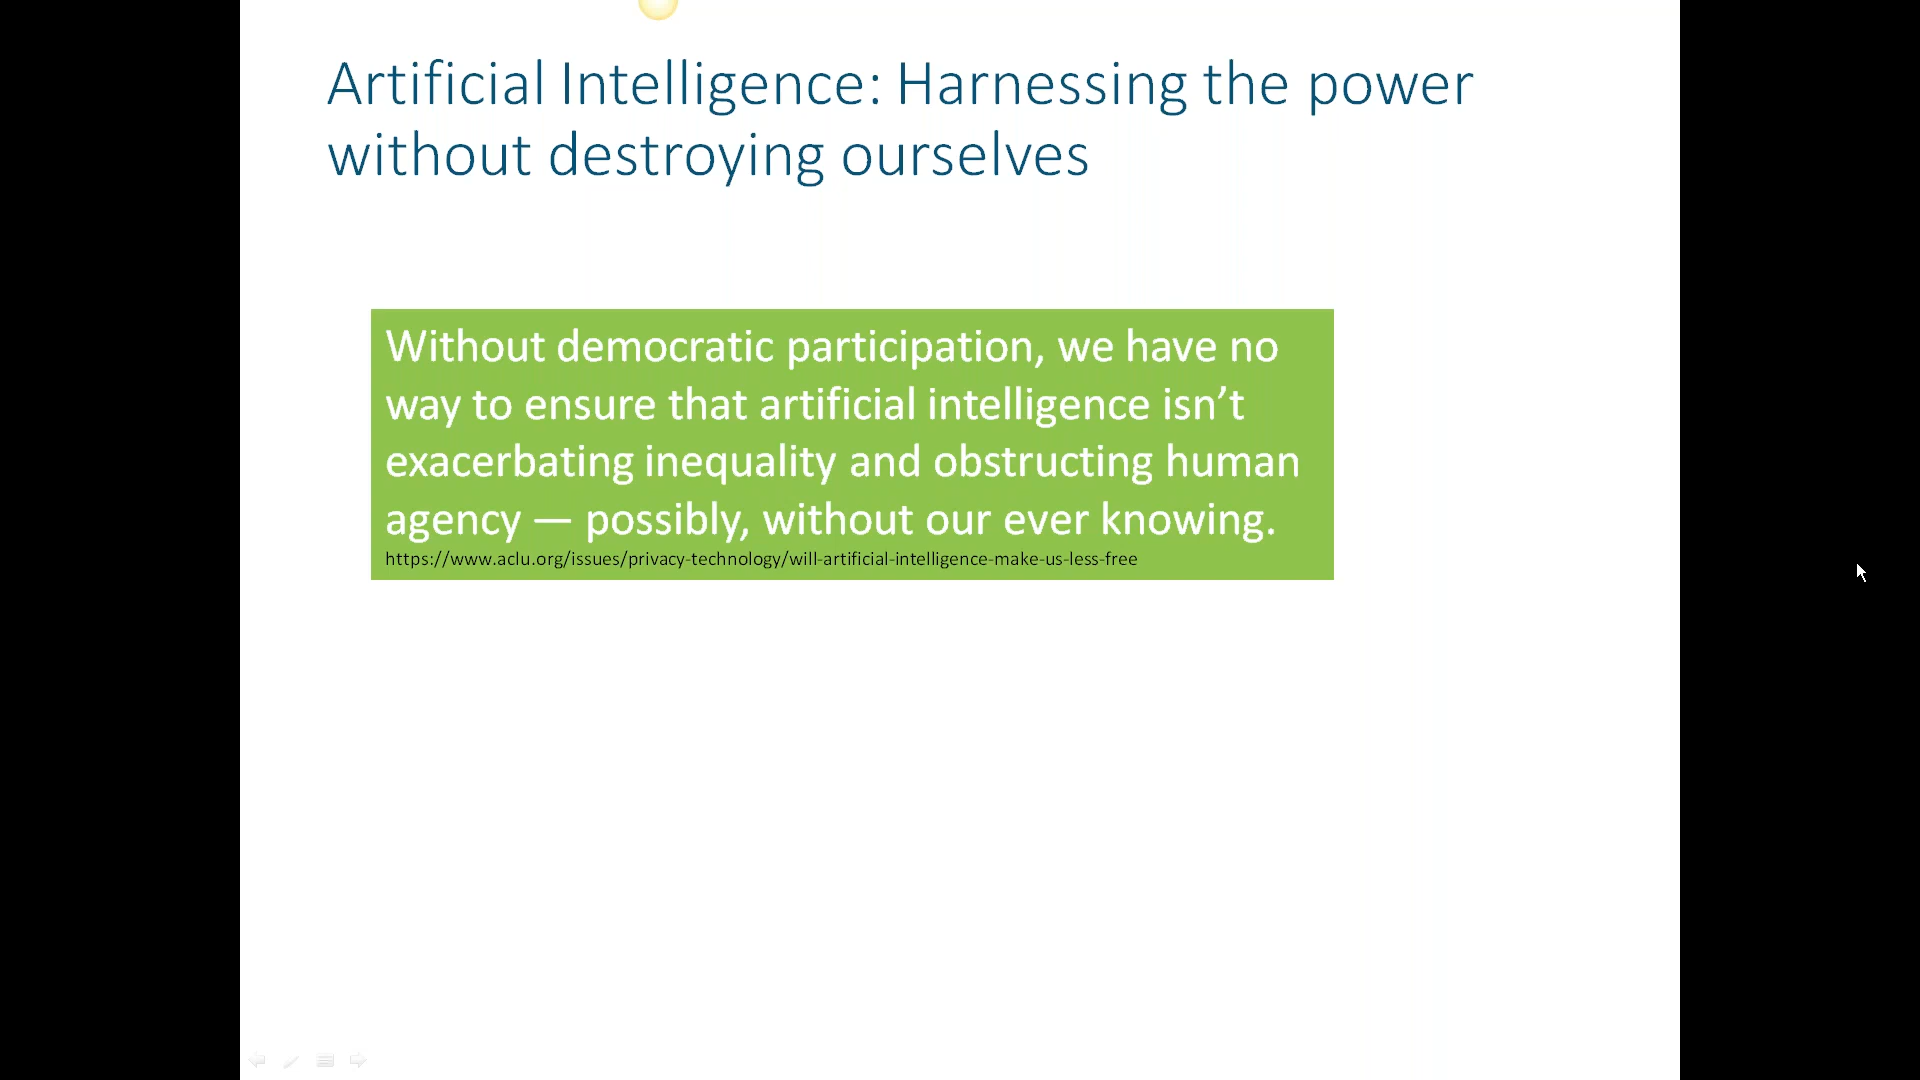 Artificial Intelligence: Harnessing the power
without destroying ourselves
Without democratic participation, we have no
way to ensure that artificial intelligence isn’t
exacerbating inequality and obstructing human
agency — possibly, without our ever knowing.
https://www.aclu.org/issues/privacy-technology/will-artificial-intelligence-make-us-less-free